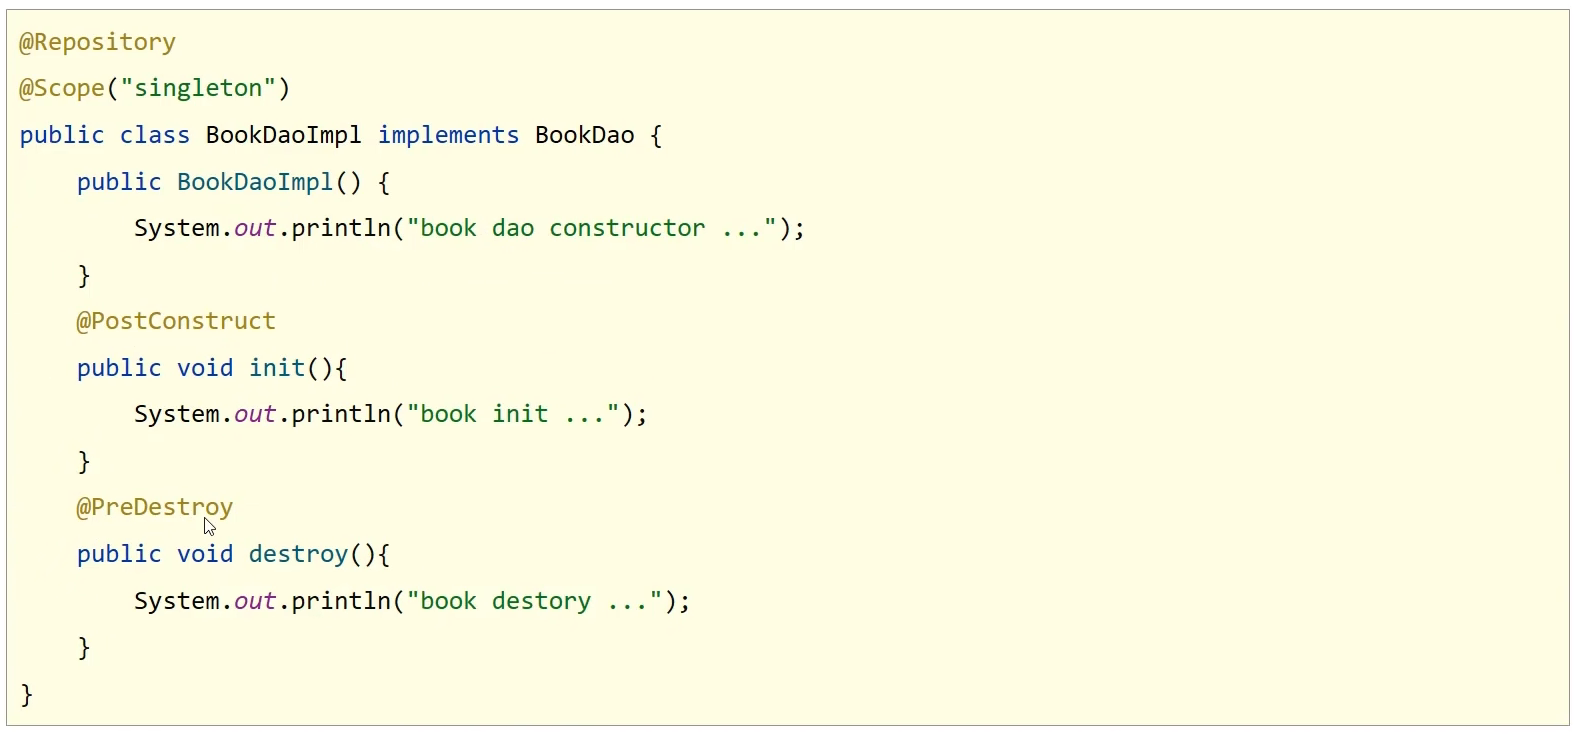 @Repository
@Scope("singleton")
public class BookDaoImpl implements BookDao {
    public BookDaoImpl() {
        System.out.println("book dao constructor ...");
    }
    @PostConstruct
    public void init(){
        System.out.println("book init ...");
    }
    @PreDestroy
    public void destroy(){
        System.out.println("book destory ...");
    }
}